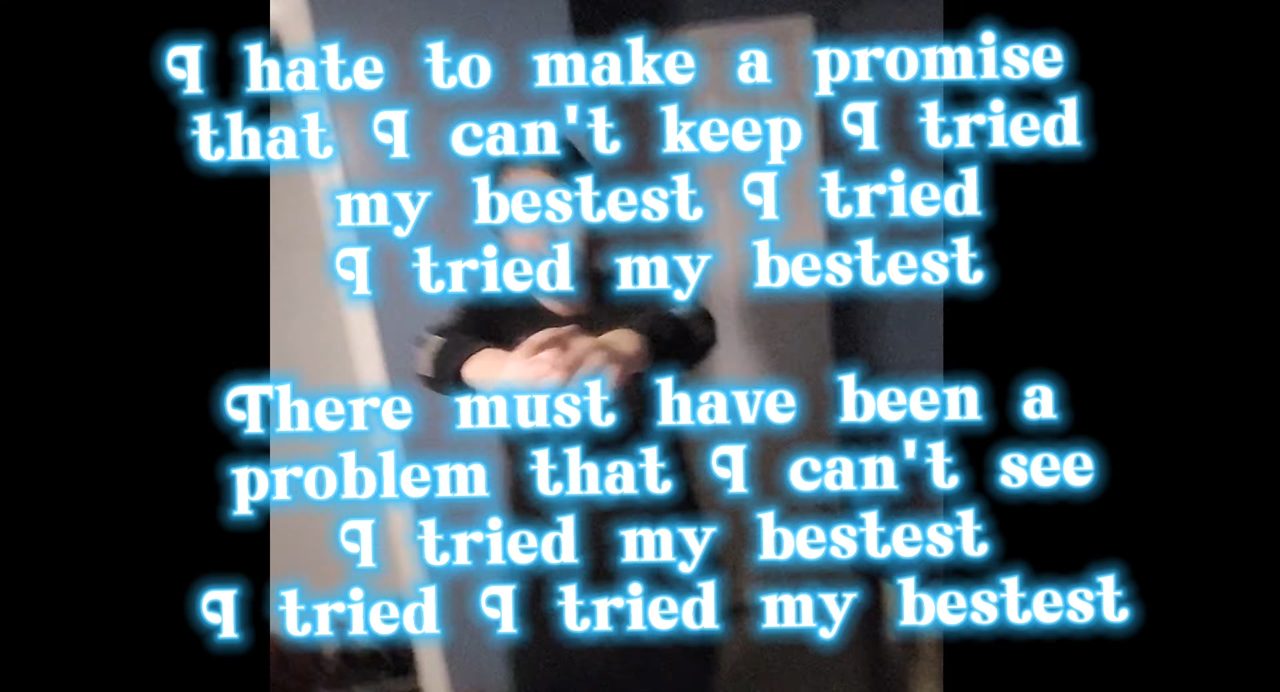 I hate to make a promise
that I can't keep I tried
my bestest I tried
I tried my bestest
There must have been a
problem that I can't see
I tried my bestest
I tried I tried my bestest